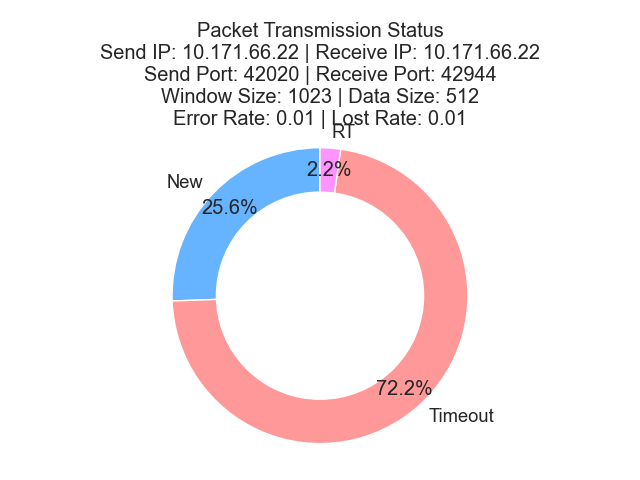 Packet Transmission Status
Send IP: 10.171.66.22 | Receive IP: 10.171.66.22
Send Port: 42020 | Receive Port: 42944
Window Size: 1023 | Data Size: 512
Error Rate: 0.01 | Lost Rate: 0.01
RT
2.2%
New
25.6%
72.2%
Timeout